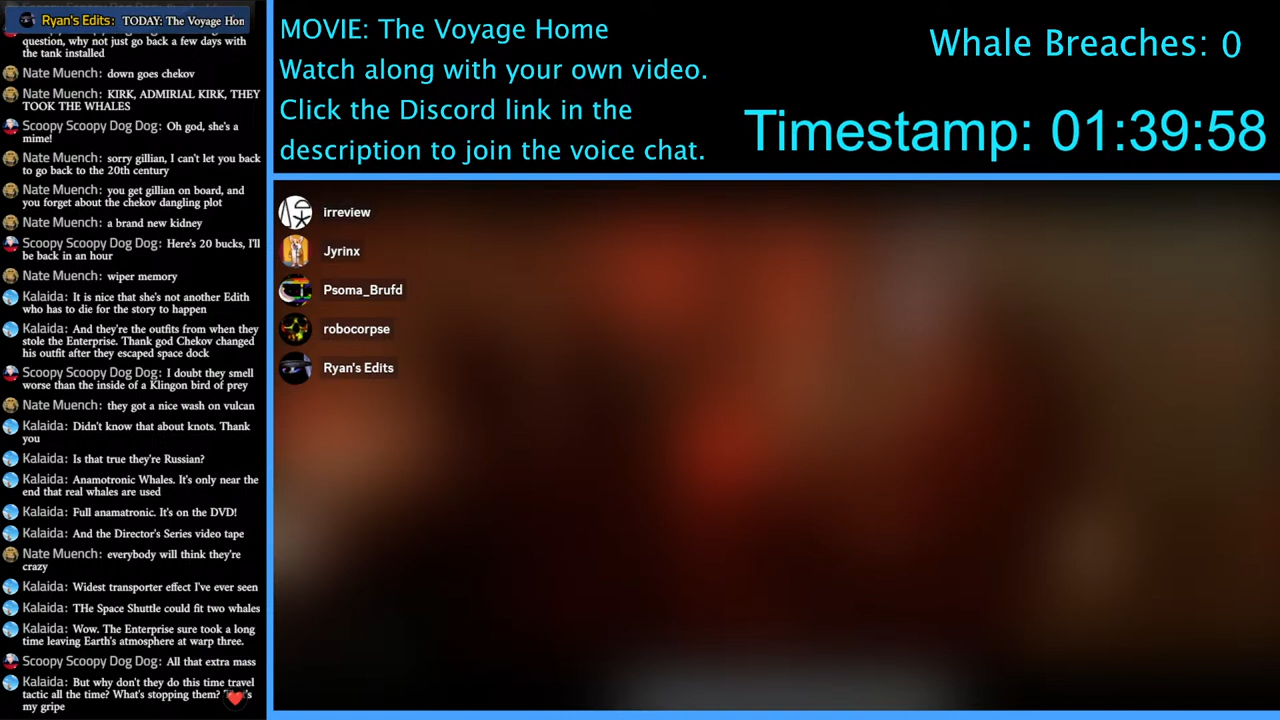 Ryan's Edits: TODAY: The Voyage Hon
question, why not just go back a few days with
the tank installed
Nate Muench: down goes chekov
Nate Muench: KIRK, ADMIRIAL KIRK, THEY
TOOK THE WHALES
Scoopy Scoopy Dog Dog: Oh god, she's a
mime!
Nate Muench: sorry gillian, I can't let you back
to go back to the 20th century
Nate Muench: you get gillian on board, and
you forget about the chekov dangling plot
Nate Muench: a brand new kidney
Scoopy Scoopy Dog Dog: Here's 20 bucks, I'll
be back in an hour
Nate Muench: wiper memory
Kalaida: It is nice that she's not another Edith
who has to die for the story to happen
Kalaida: And they're the outfits from when they
stole the Enterprise. Thank god Chekov changed
his outfit after they escaped space dock
Scoopy Scoopy Dog Dog: I doubt they smell
worse than the inside of a Klingon bird of prey
Nate Muench: they got a nice wash on vulcan
Kalaida: Didn't know that about knots. Thank
you
Kalaida: Is that true they're Russian?
Kalaida: Anamotronic Whales. It's only near the
end that real whales are used
Kalaida: Full anamatronic. It's on the DVD!
Kalaida: And the Director's Series video tape
Nate Muench: everybody will think they're
crazy
Kalaida: Widest transporter effect I've ever seen
Kalaida: THe Space Shuttle could fit two whales
Kalaida: Wow. The Enterprise sure took a long
time leaving Earth's atmosphere at warp three.
Scoopy Scoopy Dog Dog: All that extra mass
Kalaida: But why don't they do this time travel
tactic all the time? What's stopping them? That's
my gripe
MOVIE: The Voyage Home
Watch along with your own video.
Click the Discord link in the
description to join the voice chat.
Whale Breaches: 0
Timestamp: 01:39:58
irreview
Jyrinx
Psoma_Brufd
robocorpse
Ryan's Edits